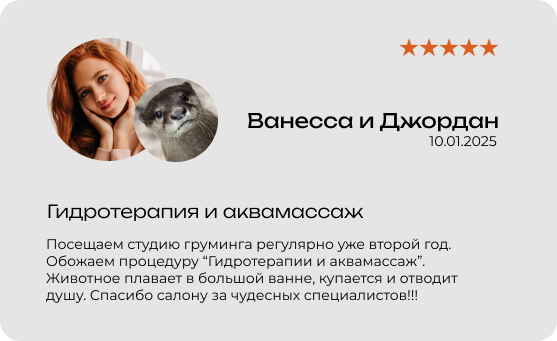 Ванесса и Джордан
10.01.2025
Гидротерапия и аквамассаж
Посещаем студию груминга регулярно уже второй год.
Обожаем процедуру “Гидротерапии и аквамассаж”.
Животное плавает в большой ванне, купается и отводит
душу. Спасибо салону за чудесных специалистов!!!